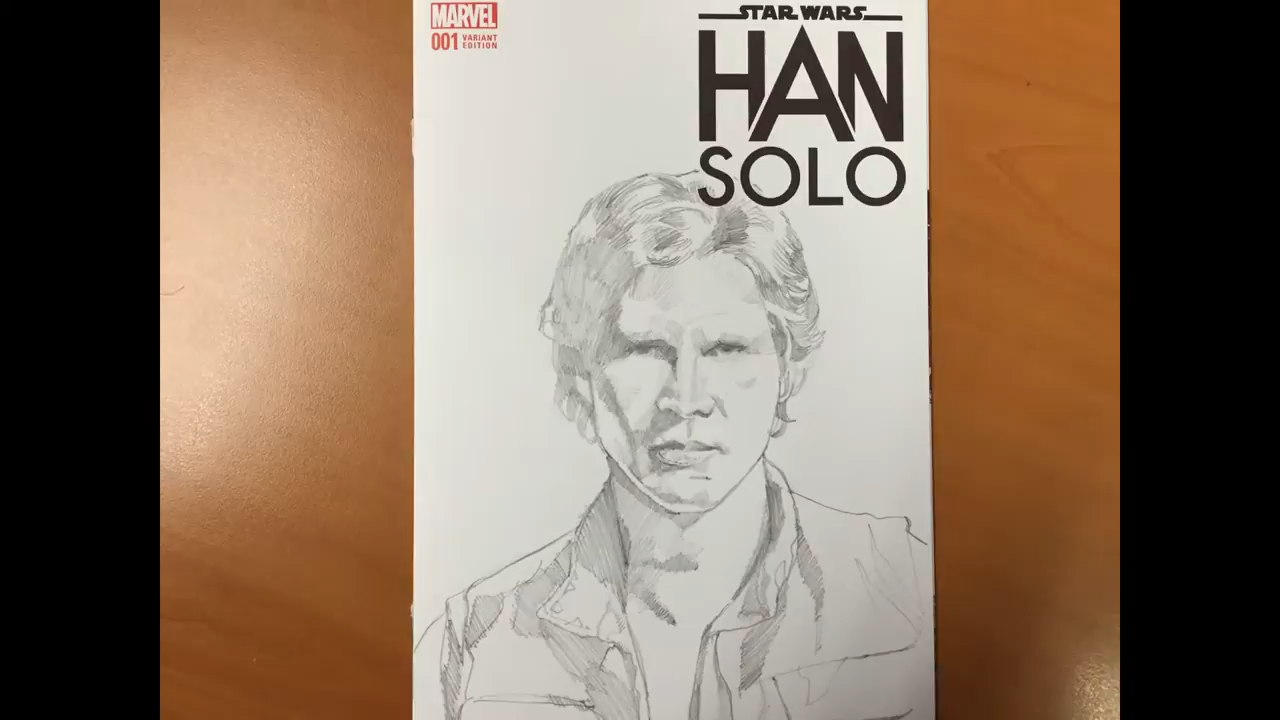 MARVEL
001 VARIANT
EDITION
STAR WARS
HAN
SOLO